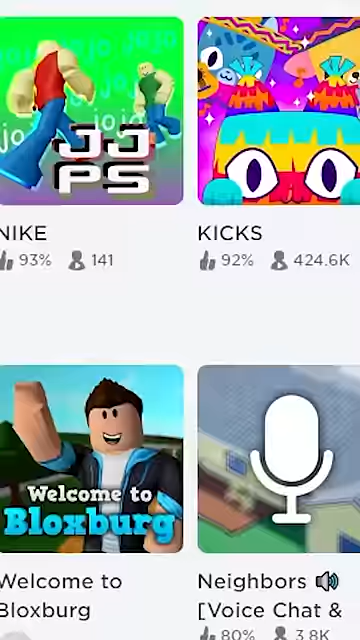 jojo jojo
JJ
PS
NIKE
93% 141
KICKS
92% 424.6K
Welcome to
Bloxburg
Welcome to
Bloxburg
Neighbors
[Voice Chat &
80% 3.8K